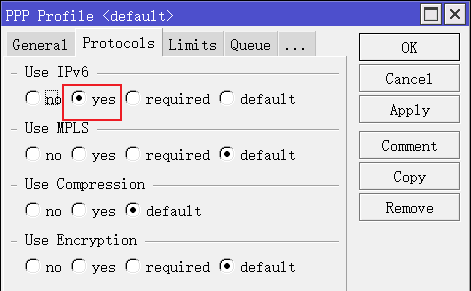 PPP Profile <default>
General Protocols Limits Queue ...
OK
Cancel
Apply
Comment
Copy
Remove
Use IPv6
no yes required default
Use MPLS
no yes required default
Use Compression
no yes default
Use Encryption
no yes required default